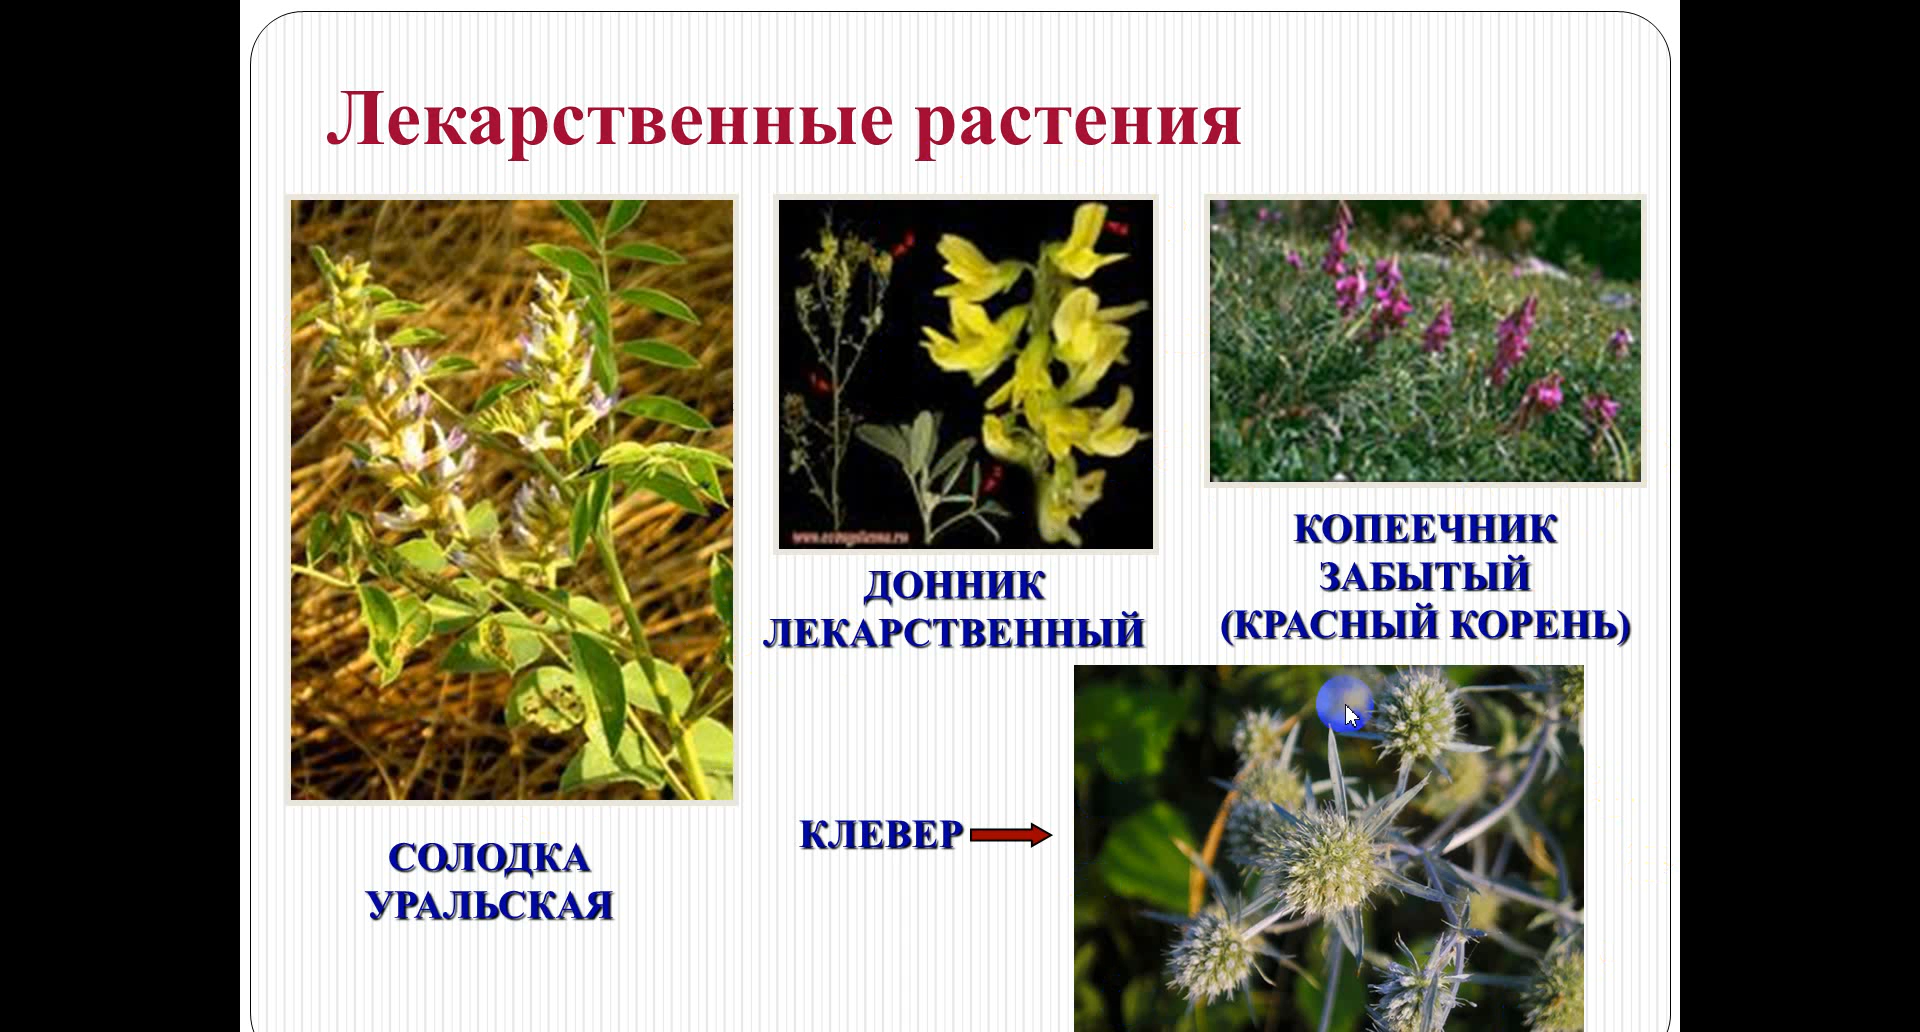 Лекарственные растения
ДОННИК
ЛЕКАРСТВЕННЫЙ
КОПЕЕЧНИК
ЗАБЫТЫЙ
(КРАСНЫЙ КОРЕНЬ)
СОЛОДКА
УРАЛЬСКАЯ
КЛЕВЕР